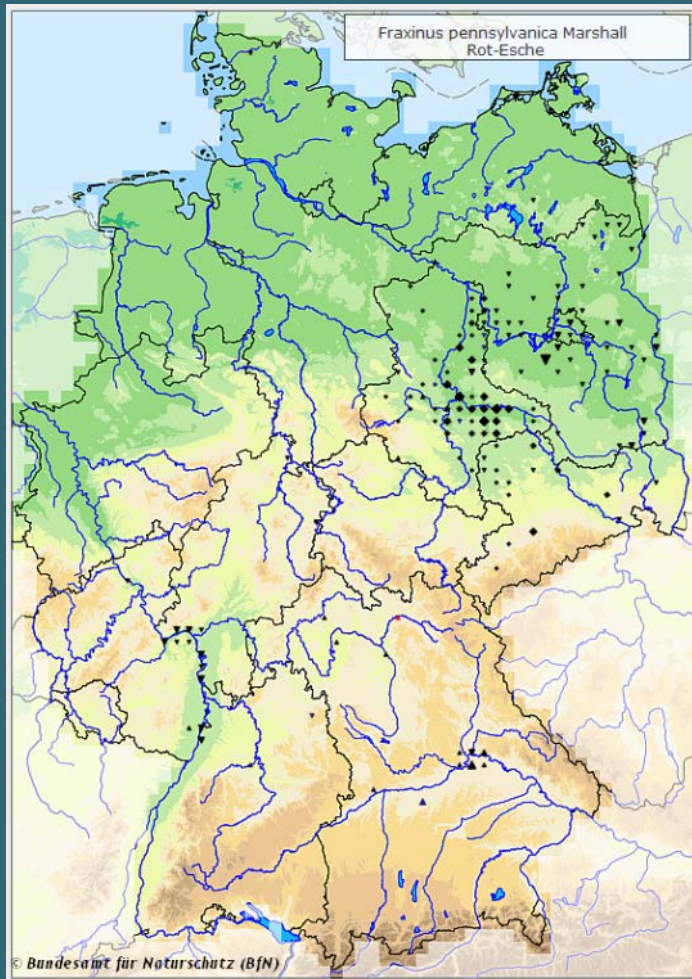 Fraxinus pennsylvanica Marshall
Rot-Esche
© Bundesamt für Naturschutz (BfN)